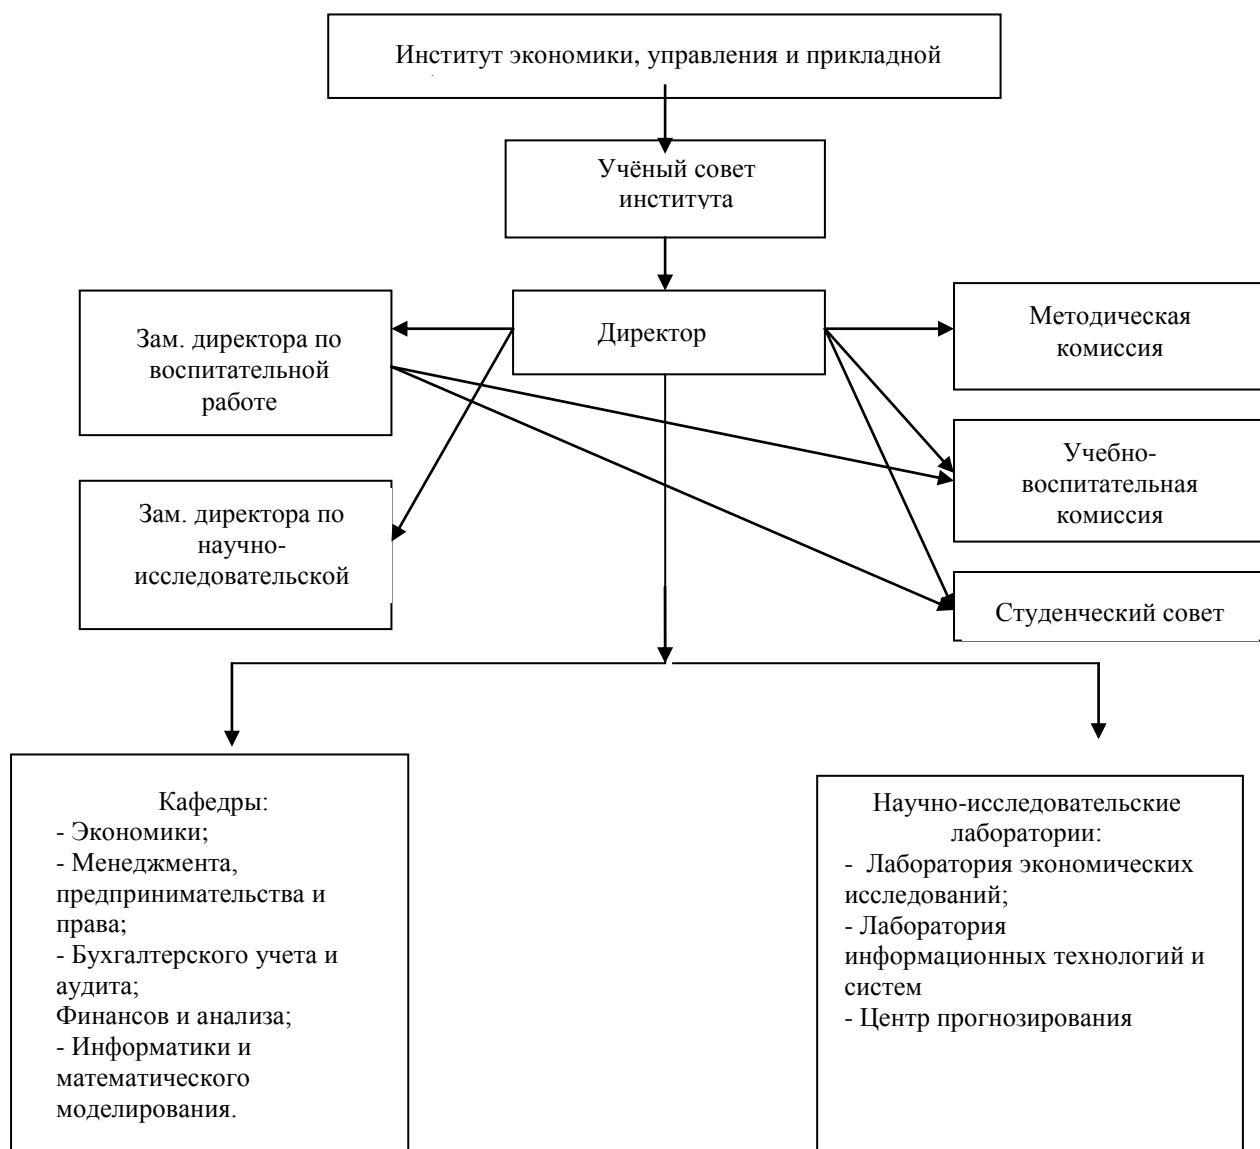 Институт экономики, управления и прикладной
Учёный совет
института
Зам. директора по
воспитательной
работе
Директор
Методическая
комиссия
Учебно-
воспитательная
комиссия
Зам. директора по
научно-
исследовательской
Студенческий совет
Кафедры:
- Экономики;
- Менеджмента,
предпринимательства и
права;
- Бухгалтерского учета и
аудита;
Финансов и анализа;
- Информатики и
математического
моделирования.
Научно-исследовательские
лаборатории:
- Лаборатория экономических
исследований;
- Лаборатория
информационных технологий и
систем
- Центр прогнозирования